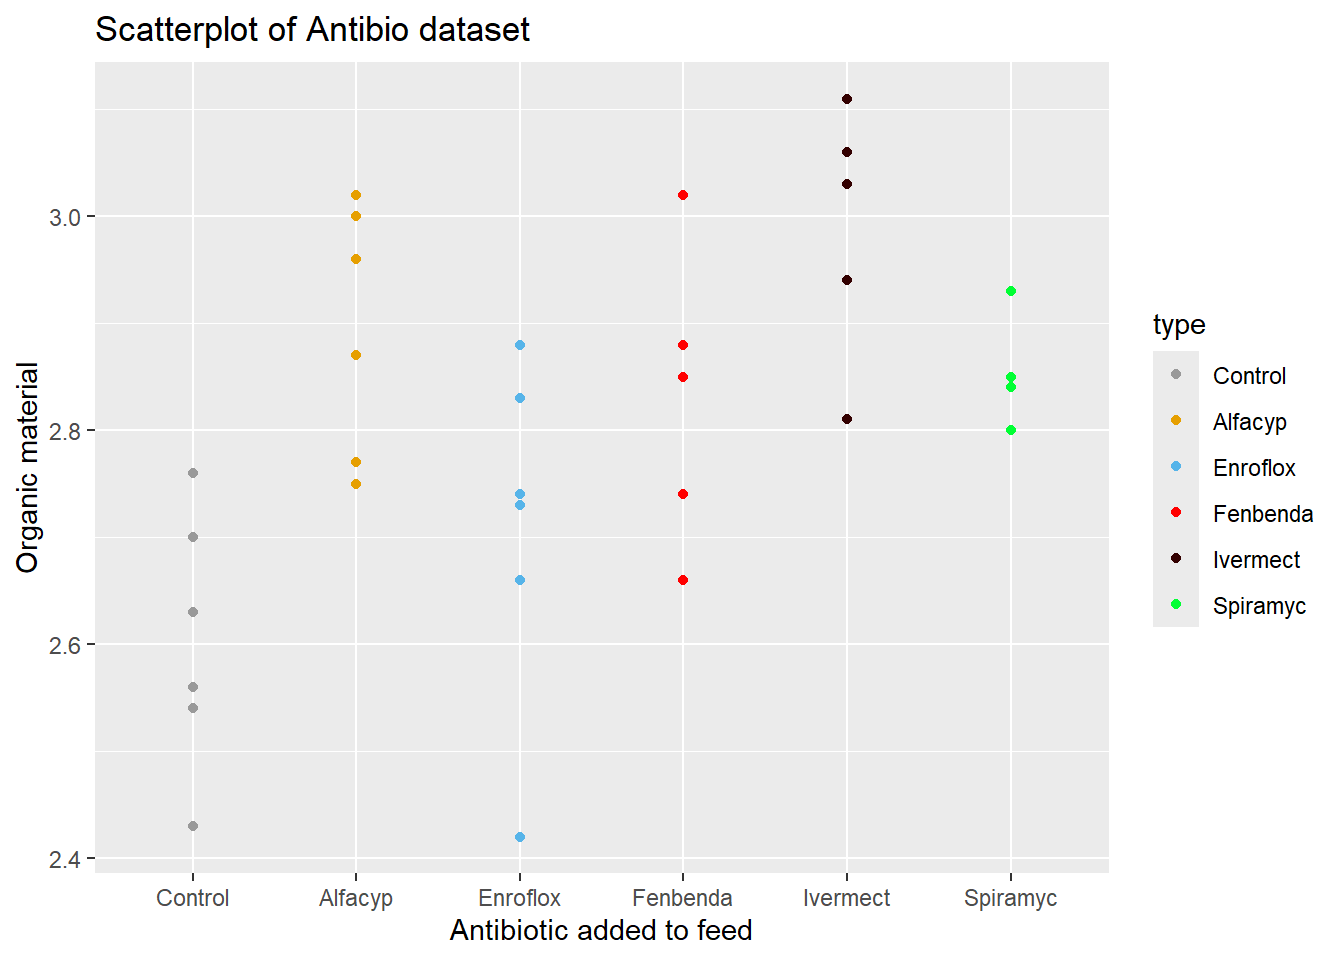 Scatterplot of Antibio dataset
3.0
2.8
2.6
2.4
Organic material
Control Alfacyp Enroflox Fenbenda Ivermect Spiramyc
Antibiotic added to feed
type
Control
Alfacyp
Enroflox
Fenbenda
Ivermect
Spiramyc